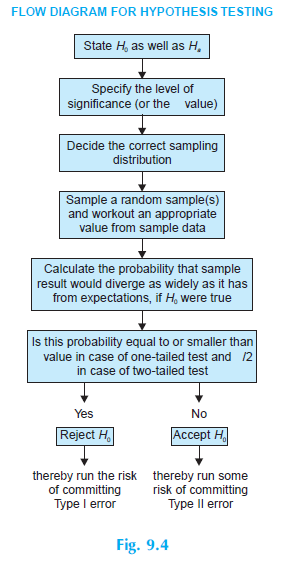 FLOW DIAGRAM FOR HYPOTHESIS TESTING
State H₀ as well as Hₐ
Specify the level of
significance (or the value)
Decide the correct sampling
distribution
Sample a random sample(s)
and workout an appropriate
value from sample data
Calculate the probability that sample
result would diverge as widely as it has
from expectations, if H₀ were true
Is this probability equal to or smaller than
value in case of one-tailed test and /2
in case of two-tailed test
Yes
No
Reject H₀
Accept H₀
thereby run the risk
of committing
Type I error
thereby run some
risk of committing
Type II error
Fig. 9.4